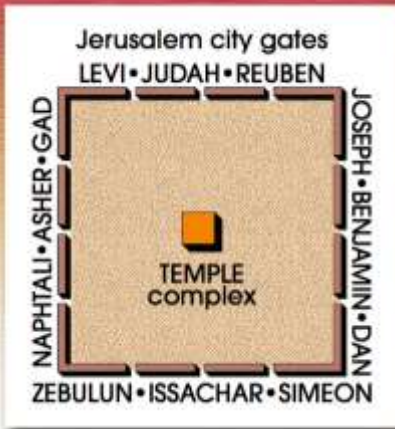 Jerusalem city gates
LEVI•JUDAH•REUBEN
NAPHTALI•ASHER•GAD
JOSEPH•BENJAMIN•DAN
TEMPLE
complex
ZEBULUN•ISSACHAR•SIMEON